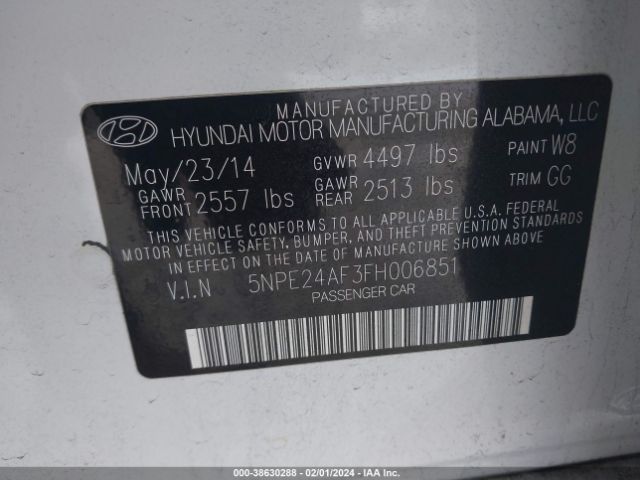 MANUFACTURED BY
HYUNDAI MOTOR MANUFACTURING ALABAMA, LLC
May/23/14 GVWR 4497 lbs PAINT W8
GAWR FRONT 2557 lbs GAWR REAR 2513 lbs TRIM GG
THIS VEHICLE CONFORMS TO ALL APPLICABLE U.S.A. FEDERAL
MOTOR VEHICLE SAFETY, BUMPER, AND THEFT PREVENTION
STANDARDS IN EFFECT ON THE DATE OF MANUFACTURE SHOWN ABOVE.
V.I.N 5NPE24AF3FH006851
PASSENGER CAR
000-38630288 - 02/01/2024 - IAA Inc.